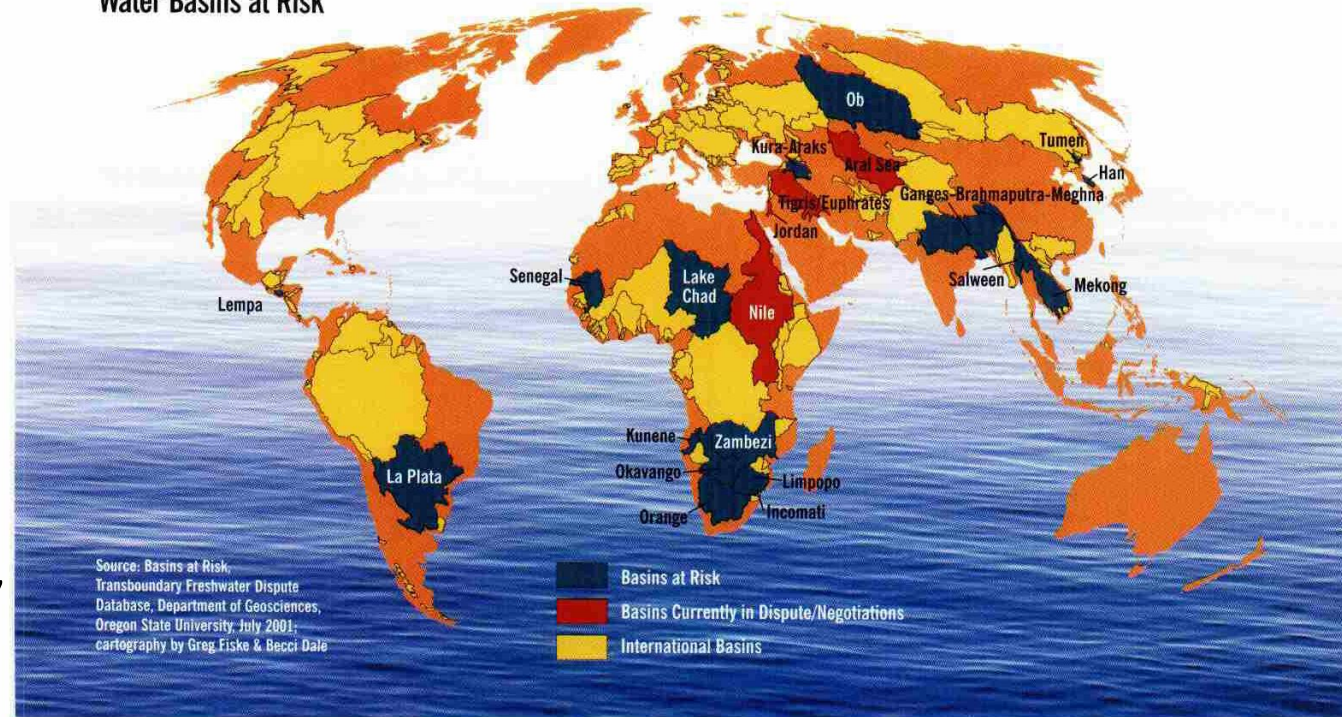 Water Basins at Risk
Ob
Kura-Araks
Aral Sea
Tumen
Han
Tigris/Euphrates
Ganges-Brahmaputra-Meghna
Jordan
Senegal
Lake
Chad
Nile
Salween
Mekong
Lempa
La Plata
Kunene
Zambezi
Okavango
Limpopo
Orange
Incomati
Source: Basins at Risk,
Transboundary Freshwater Dispute
Database, Department of Geosciences,
Oregon State University, July 2001;
cartography by Greg Fiske & Becci Dale
Basins at Risk
Basins Currently in Dispute/Negotiations
International Basins